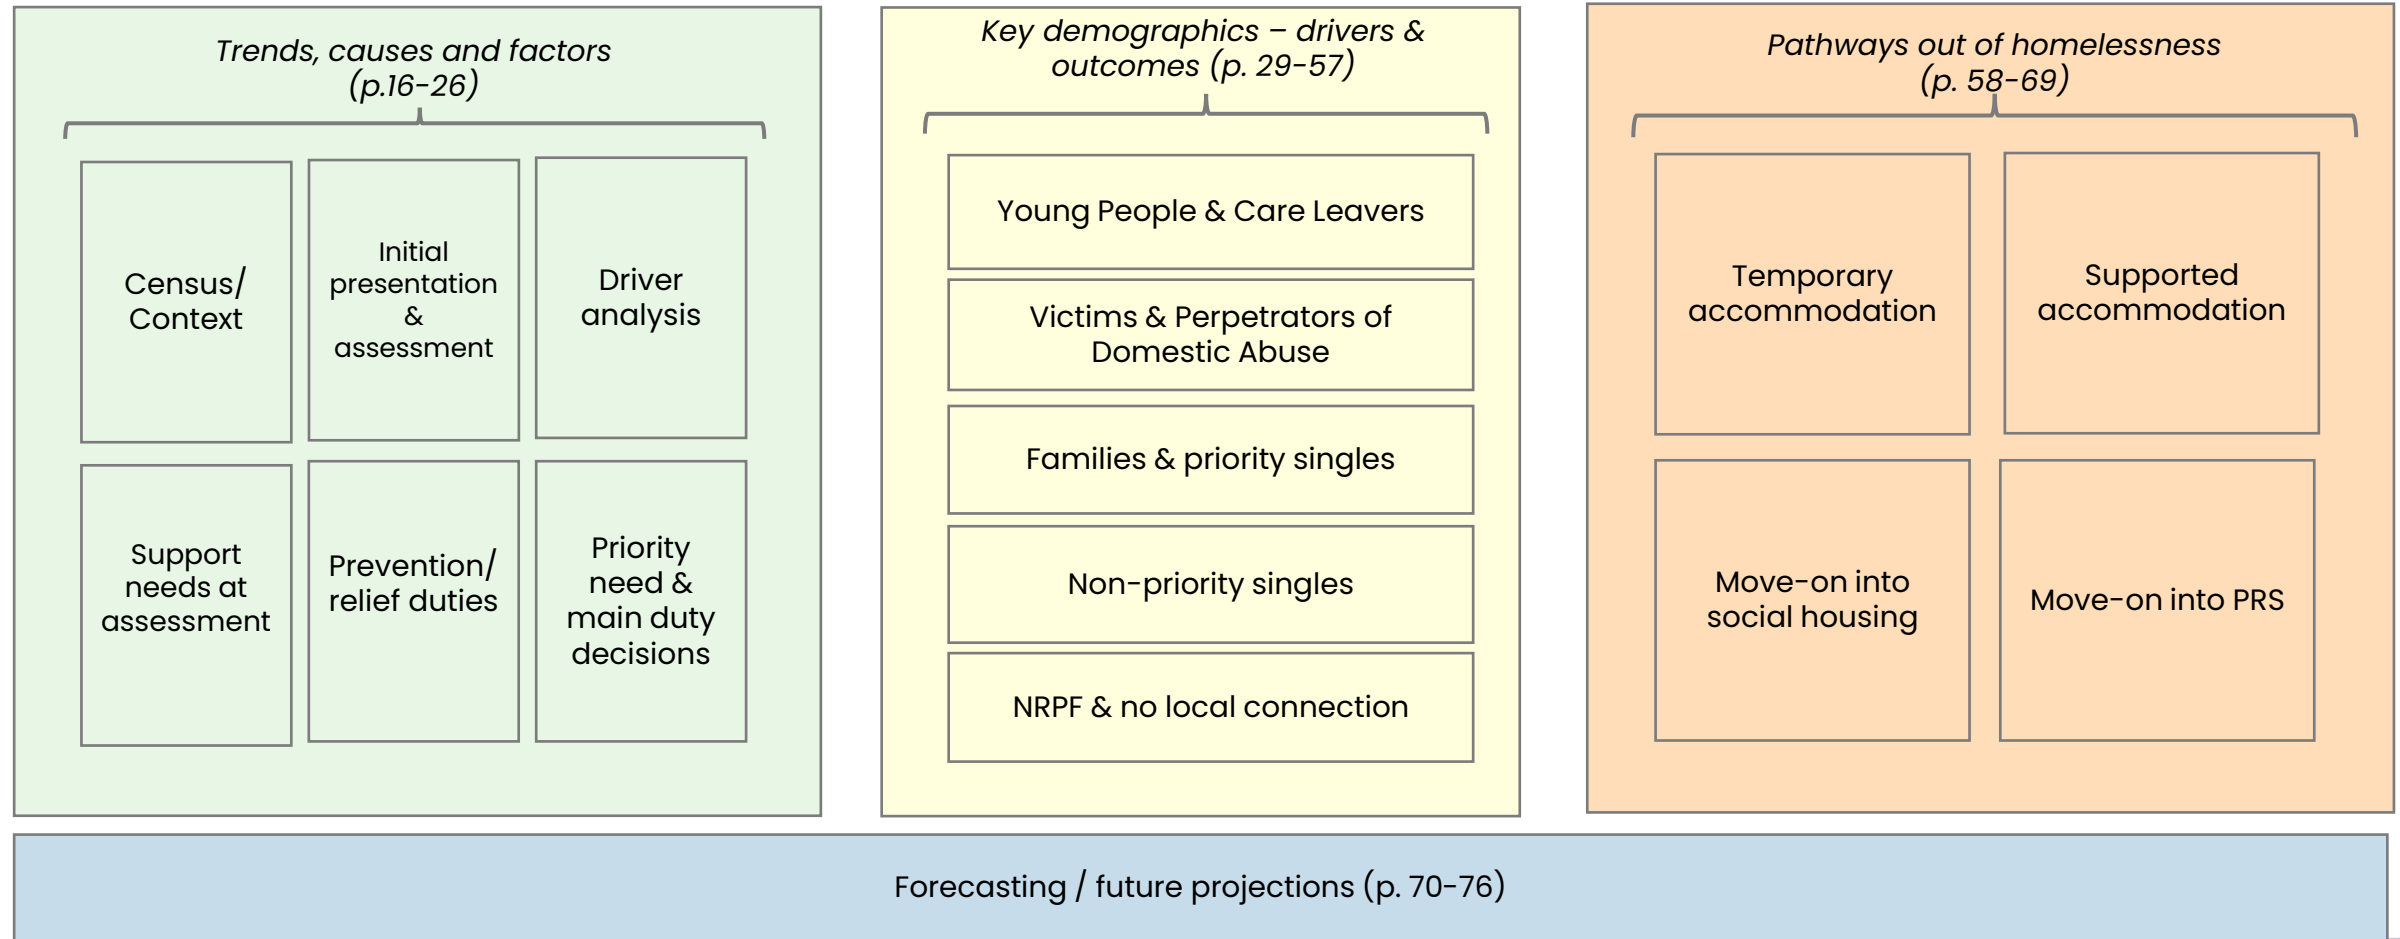 Trends, causes and factors
(p.16-26)
Census/
Context
Initial
presentation
&
assessment
Driver
analysis
Support
needs at
assessment
Prevention/
relief duties
Priority
need &
main duty
decisions
Key demographics – drivers &
outcomes (p. 29-57)
Young People & Care Leavers
Victims & Perpetrators of
Domestic Abuse
Families & priority singles
Non-priority singles
NRPF & no local connection
Pathways out of homelessness
(p. 58-69)
Temporary
accommodation
Supported
accommodation
Move-on into
social housing
Move-on into PRS
Forecasting / future projections (p. 70-76)